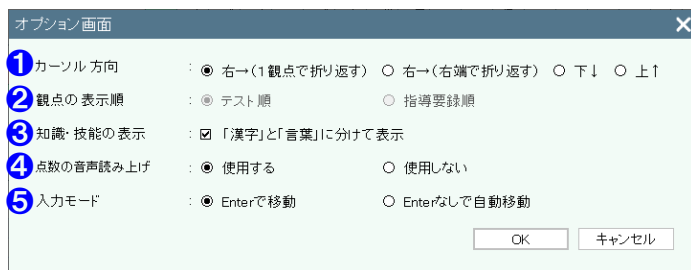 オプション画面
×
1 カーソル方向 : 右→(1観点で折り返す) 右→(右端で折り返す) 下↓ 上↑
2 観点の表示順 : テスト順 指導要録順
3 知識・技能の表示 : 「漢字」と「言葉」に分けて表示
4 点数の音声読み上げ : 使用する 使用しない
5 入力モード : Enterで移動 Enterなしで自動移動
OK キャンセル